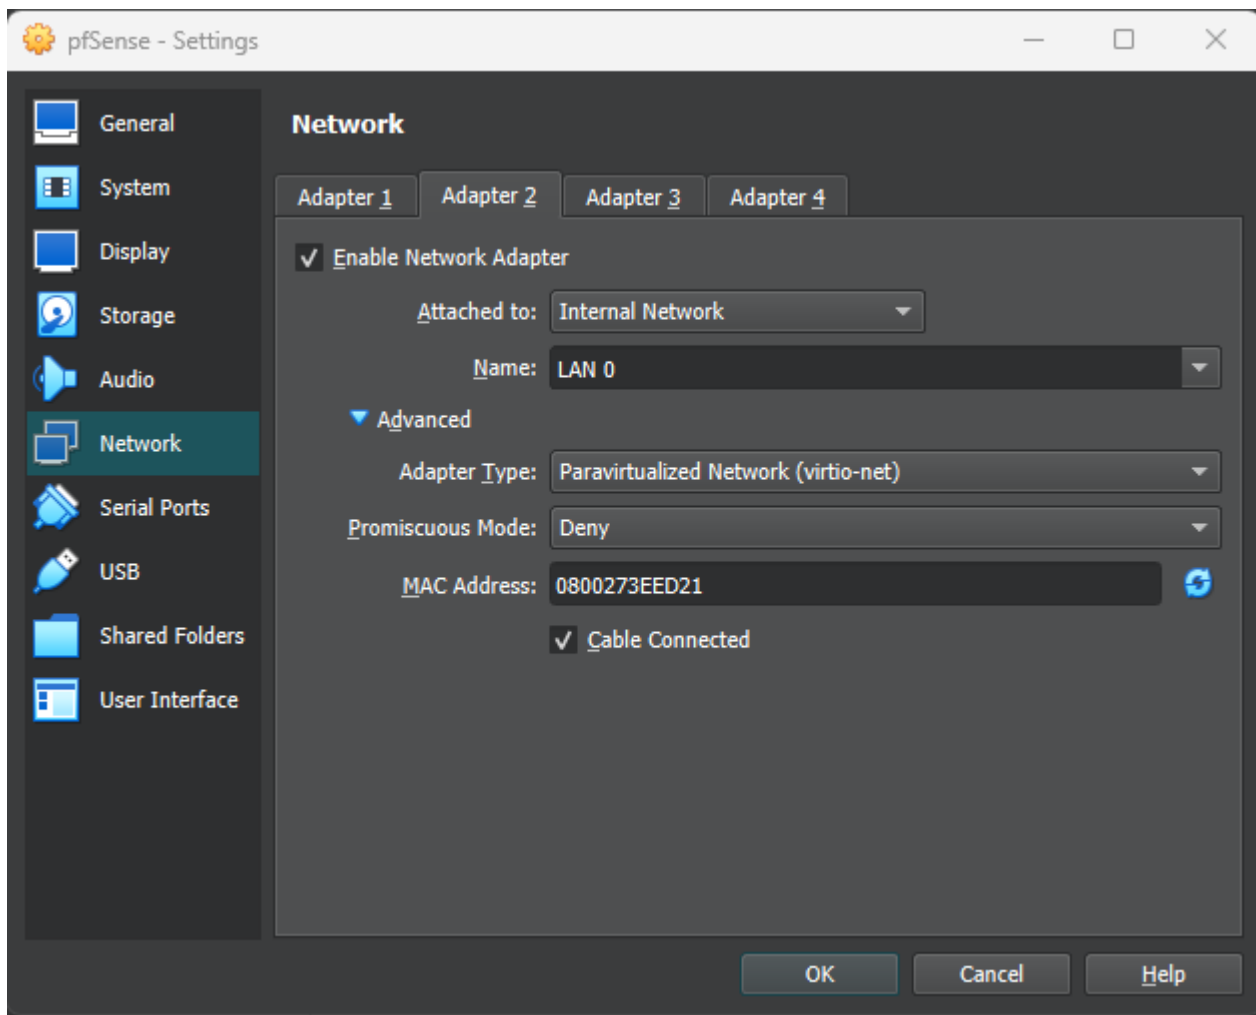 pfSense - Settings
General
System
Display
Storage
Audio
Network
Serial Ports
USB
Shared Folders
User Interface
Network
Adapter 1
Adapter 2
Adapter 3
Adapter 4
Enable Network Adapter
Attached to: Internal Network
Name: LAN 0
Advanced
Adapter Type: Paravirtualized Network (virtio-net)
Promiscuous Mode: Deny
MAC Address: 0800273EED21
Cable Connected
OK
Cancel
Help